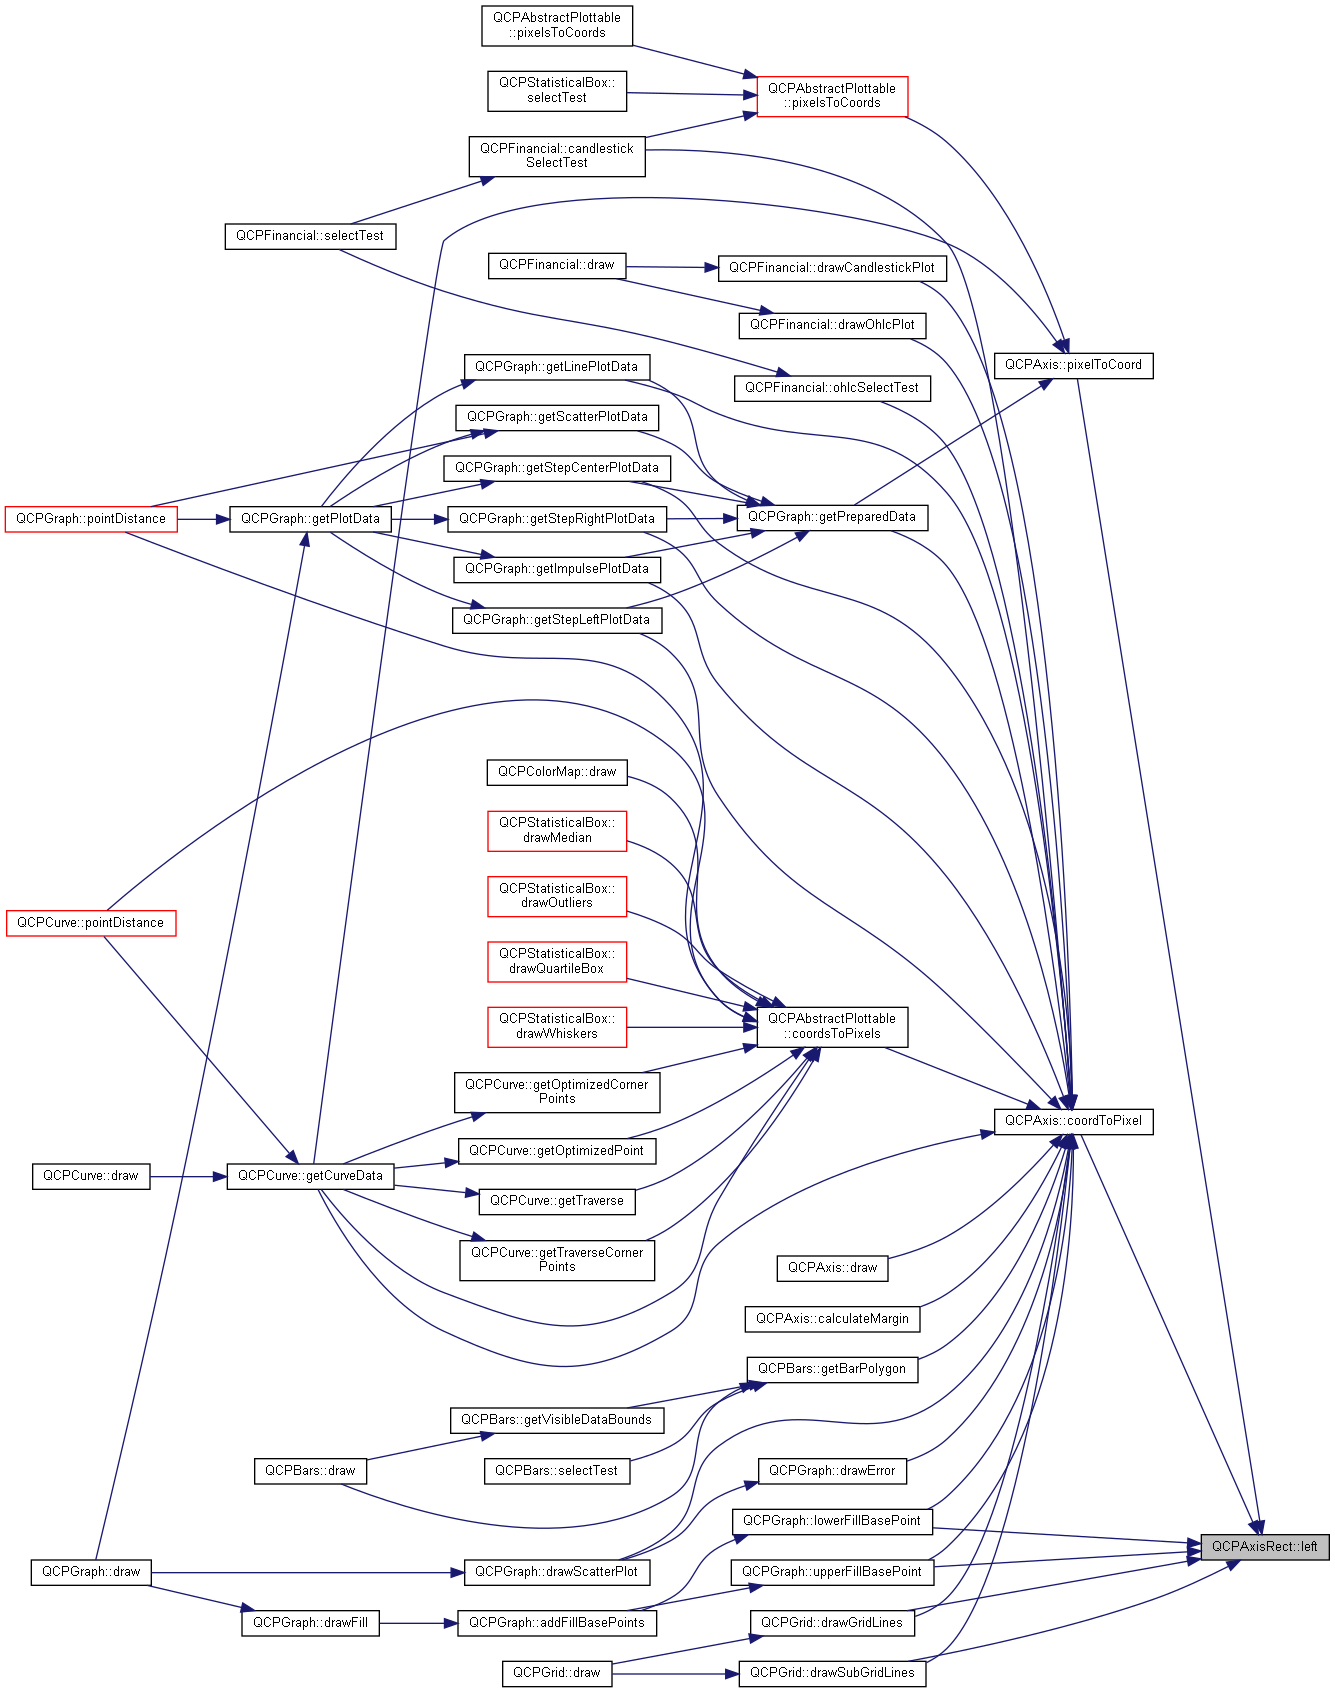 QCPAbstractPlottable
::pixelsToCoords
QCPStatisticalBox::
selectTest
QCPAbstractPlottable
::pixelsToCoords
QCPFinancial::candlestick
SelectTest
QCPFinancial::selectTest
QCPFinancial::draw
QCPFinancial::drawCandlestickPlot
QCPFinancial::drawOhlcPlot
QCPGraph::getLinePlotData
QCPAxis::pixelToCoord
QCPFinancial::ohlcSelectTest
QCPGraph::getScatterPlotData
QCPGraph::getStepCenterPlotData
QCPGraph::pointDistance
QCPGraph::getPlotData
QCPGraph::getStepRightPlotData
QCPGraph::getPreparedData
QCPGraph::getImpulsePlotData
QCPGraph::getStepLeftPlotData
QCPColorMap::draw
QCPStatisticalBox::
drawMedian
QCPStatisticalBox::
drawOutliers
QCPCurve::pointDistance
QCPStatisticalBox::
drawQuartileBox
QCPStatisticalBox::
drawWhiskers
QCPAbstractPlottable
::coordsToPixels
QCPCurve::getOptimizedCorner
Points
QCPAxis::coordToPixel
QCPCurve::getOptimizedPoint
QCPCurve::draw
QCPCurve::getCurveData
QCPCurve::getTraverse
QCPCurve::getTraverseCorner
Points
QCPAxis::draw
QCPAxis::calculateMargin
QCPBars::getBarPolygon
QCPBars::getVisibleDataBounds
QCPBars::draw
QCPBars::selectTest
QCPGraph::drawError
QCPGraph::lowerFillBasePoint
QCPAxisRect::left
QCPGraph::draw
QCPGraph::drawScatterPlot
QCPGraph::upperFillBasePoint
QCPGraph::drawFill
QCPGraph::addFillBasePoints
QCPGrid::drawGridLines
QCPGrid::draw
QCPGrid::drawSubGridLines